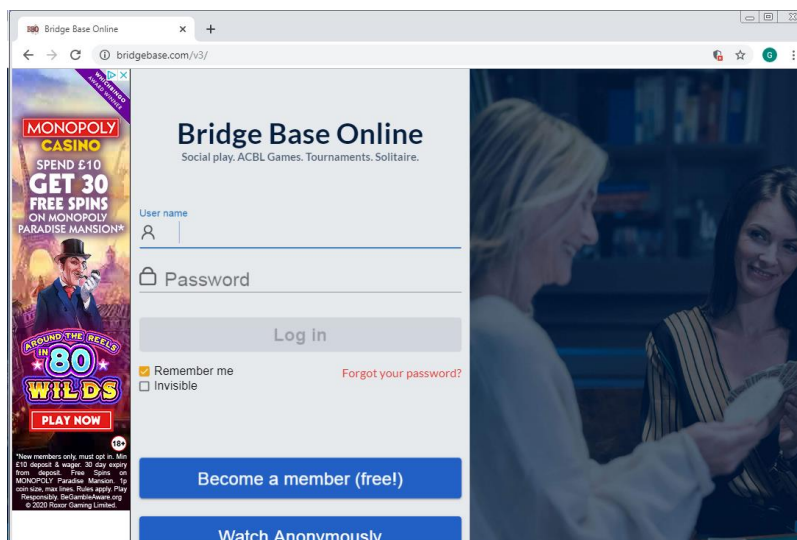 Bridge Base Online
bridgebase.com/v3/
G
WHICHBINGO
AWARD WINNER
MONOPOLY
CASINO
SPEND £10
GET 30
FREE SPINS
ON MONOPOLY
PARADISE MANSION*
AROUND THE REELS
IN 80
WILDS
PLAY NOW
18+
*New members only, must opt in. Min
£10 deposit & wager. 30 day expiry
from deposit. Free Spins on
MONOPOLY Paradise Mansion. 1p
coin size, max lines. Rules apply. Play
Responsibly. BeGambleAware.org
© 2020 Roxor Gaming Limited.
Bridge Base Online
Social play. ACBL Games. Tournaments. Solitaire.
User name
Password
Log in
Remember me
Forgot your password?
Invisible
Become a member (free!)
Watch Anonymously